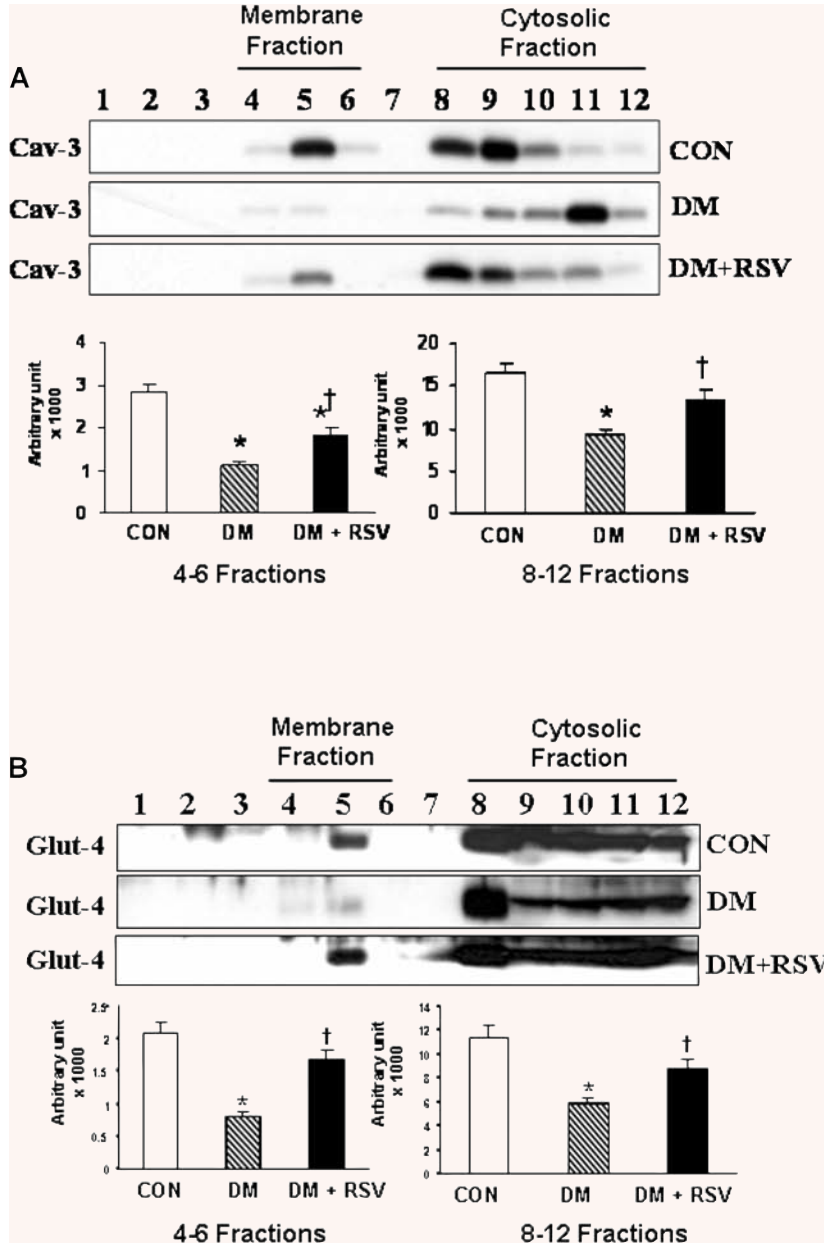 Membrane Fraction
Cytosolic Fraction
A
1 2 3 4 5 6 7 8 9 10 11 12
Cav-3 CON
Cav-3 DM
Cav-3 DM+RSV
Arbitrary unit x 1000
4
3
2
1
0
*
*†
CON DM DM + RSV
4-6 Fractions
Arbitrary unit x 1000
20
15
10
5
0
*
†
CON DM DM + RSV
8-12 Fractions
Membrane Fraction
Cytosolic Fraction
B
1 2 3 4 5 6 7 8 9 10 11 12
Glut-4 CON
Glut-4 DM
Glut-4 DM+RSV
Arbitrary unit x 1000
2.5
2
1.5
1
0.5
0
*
†
CON DM DM + RSV
4-6 Fractions
Arbitrary unit x 1000
14
12
10
8
6
4
2
0
*
†
CON DM DM + RSV
8-12 Fractions